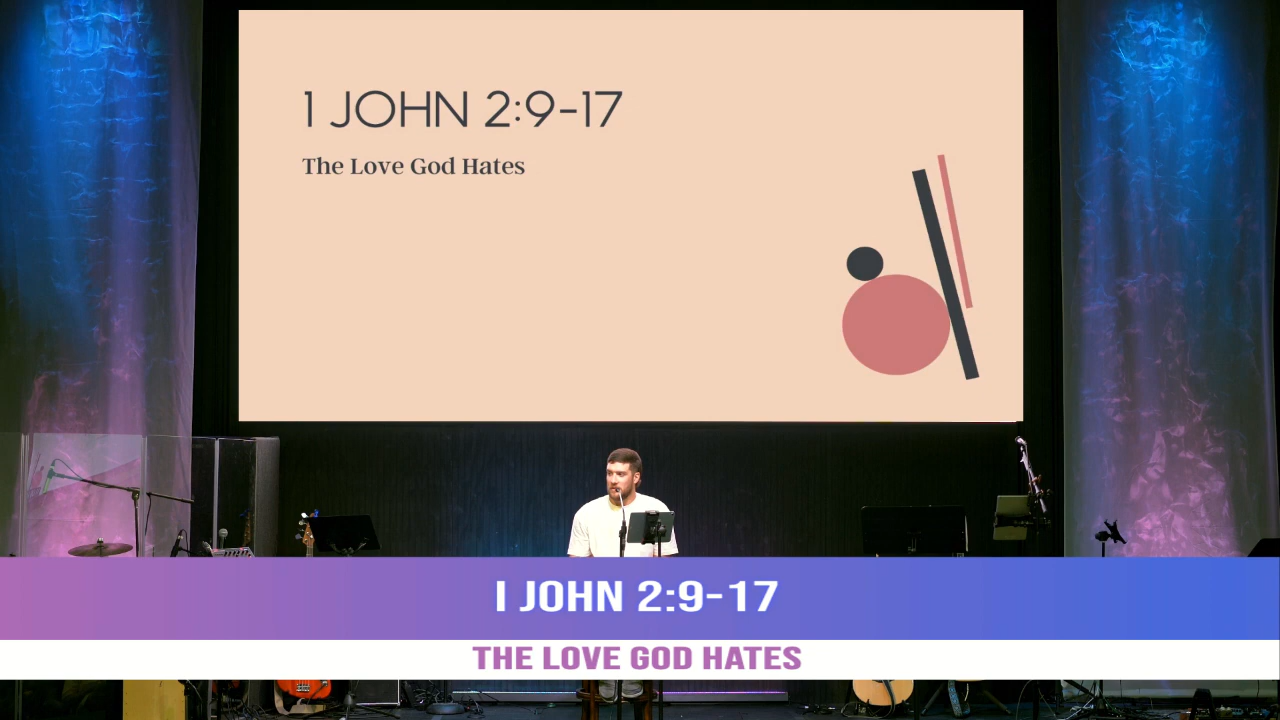 1 JOHN 2:9-17
The Love God Hates
I JOHN 2:9-17
THE LOVE GOD HATES